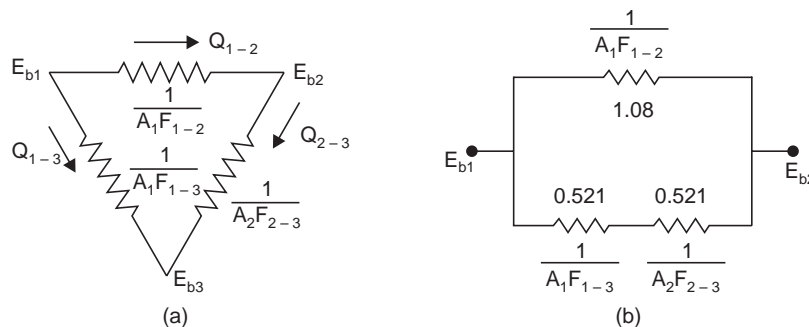 Q1 – 2
Eb1
Eb2
1
A1F1 – 2
Q1 – 3
Q2 – 3
1
A1F1 – 3
1
A2F2 – 3
Eb3
(a)
1
A1F1 – 2
1.08
Eb1
Eb2
0.521
0.521
1
A1F1 – 3
1
A2F2 – 3
(b)